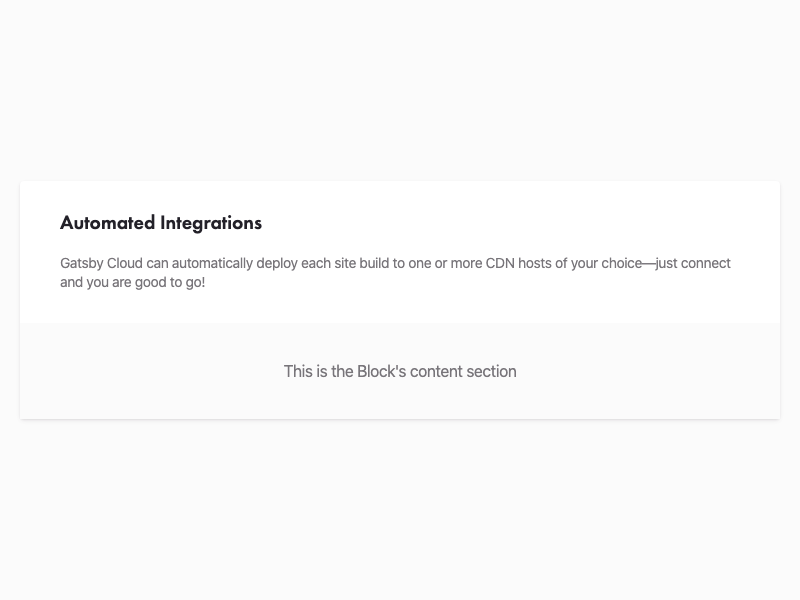 Automated Integrations
Gatsby Cloud can automatically deploy each site build to one or more CDN hosts of your choice—just connect
and you are good to go!
This is the Block's content section